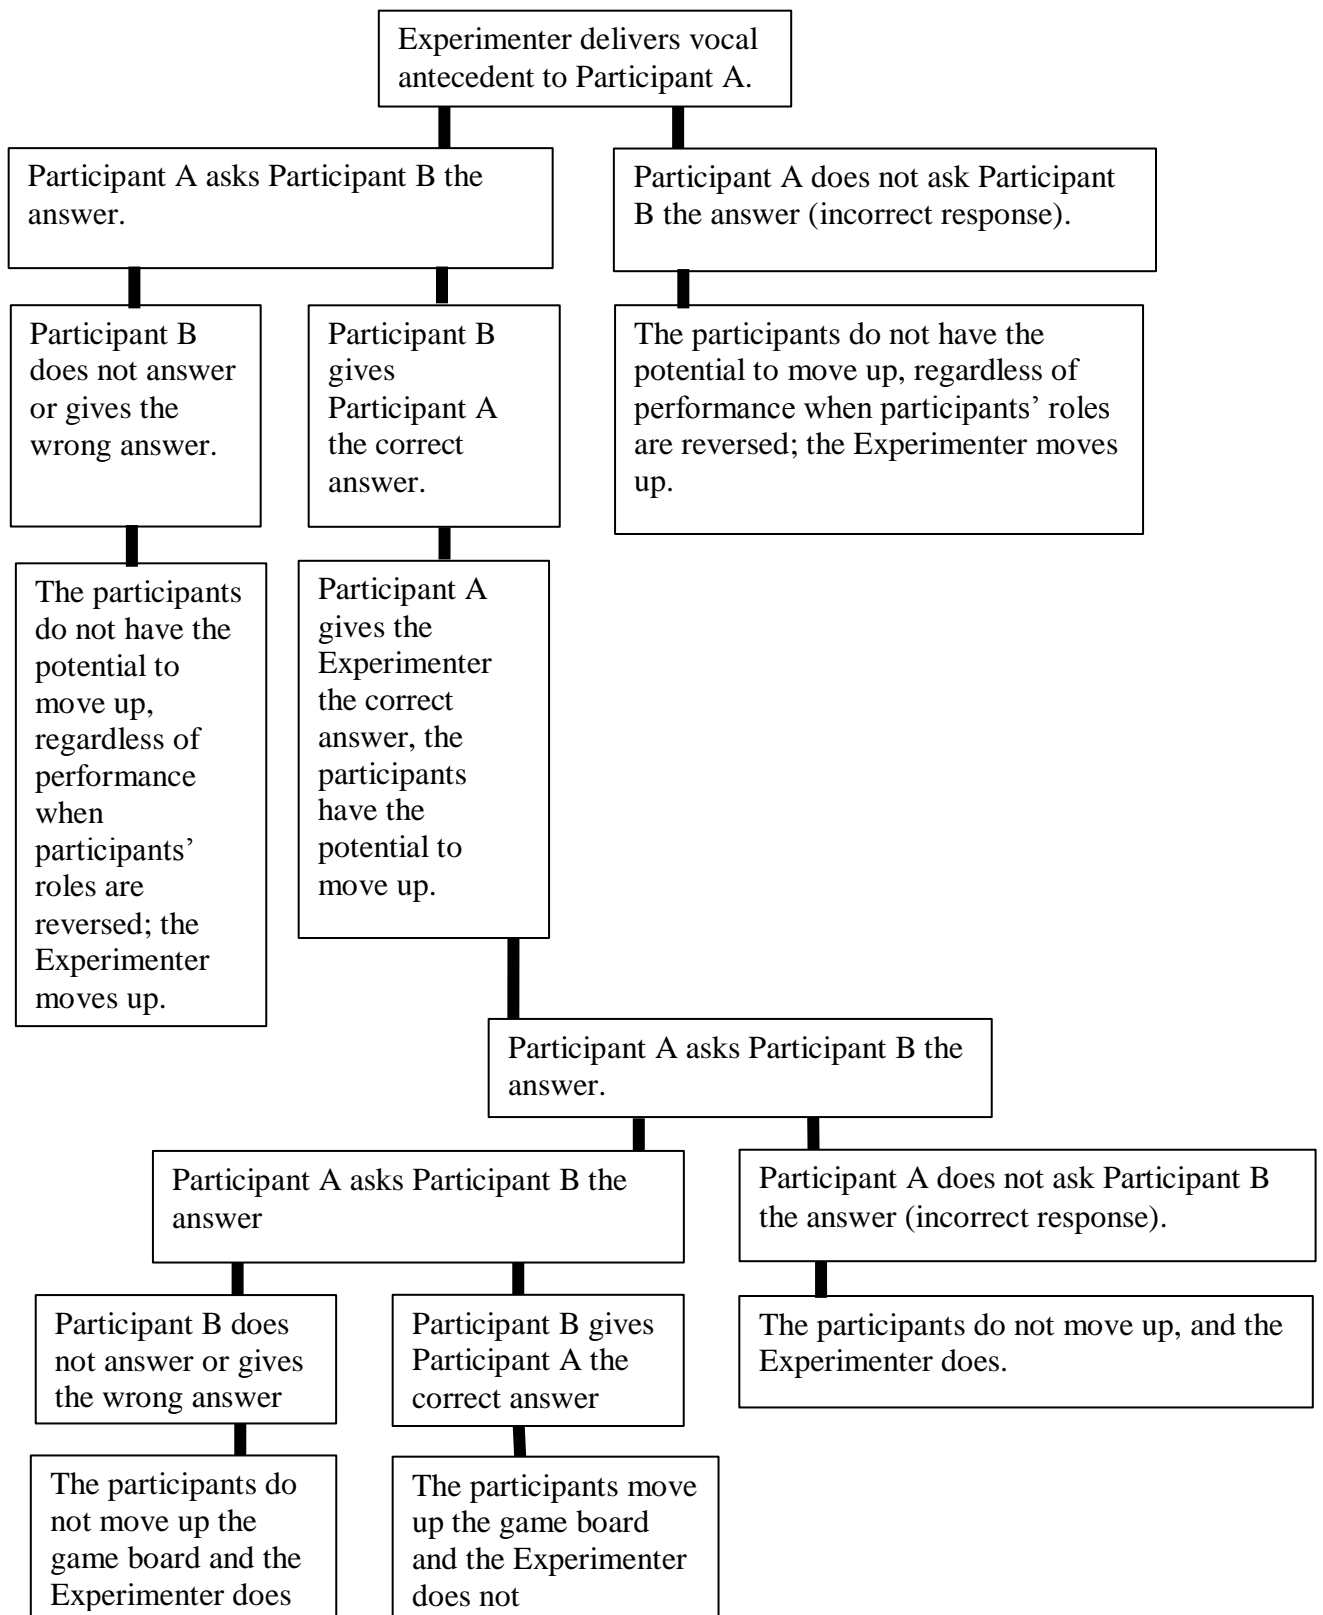 Experimenter delivers vocal
antecedent to Participant A.
Participant A asks Participant B the
answer.
Participant A does not ask Participant
B the answer (incorrect response).
Participant B
does not answer
or gives the
wrong answer.
Participant B
gives
Participant A
the correct
answer.
The participants do not have the
potential to move up, regardless of
performance when participants’ roles
are reversed; the Experimenter moves
up.
The participants
do not have the
potential to
move up,
regardless of
performance
when
participants’
roles are
reversed; the
Experimenter
moves up.
Participant A
gives the
Experimenter
the correct
answer, the
participants
have the
potential to
move up.
Participant A asks Participant B the
answer.
Participant A asks Participant B the
answer
Participant A does not ask Participant B
the answer (incorrect response).
Participant B does
not answer or gives
the wrong answer
Participant B gives
Participant A the
correct answer
The participants do not move up, and the
Experimenter does.
The participants do
not move up the
game board and the
Experimenter does
The participants move
up the game board
and the Experimenter
does not